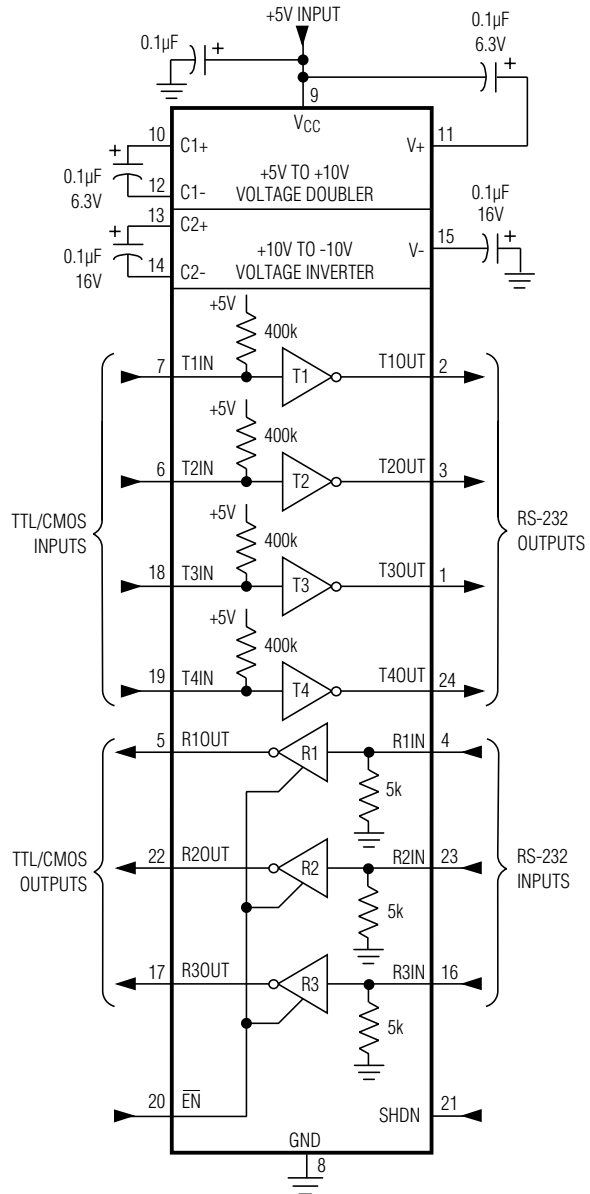 +5V INPUT
0.1µF
+
0.1µF
6.3V
+
9
VCC
10
C1+
V+
11
+
0.1µF
6.3V
12
C1-
+5V TO +10V
VOLTAGE DOUBLER
13
C2+
+
0.1µF
16V
14
C2-
+10V TO -10V
VOLTAGE INVERTER
V-
15
0.1µF
16V
+
+5V
400k
7
T1IN
T1
T1OUT
2
+5V
400k
6
T2IN
T2
T2OUT
3
TTL/CMOS
INPUTS
RS-232
OUTPUTS
+5V
400k
18
T3IN
T3
T3OUT
1
+5V
400k
19
T4IN
T4
T4OUT
24
5
R1OUT
R1
R1IN
4
5k
TTL/CMOS
OUTPUTS
22
R2OUT
R2
R2IN
23
RS-232
INPUTS
5k
17
R3OUT
R3
R3IN
16
5k
20
E̅N̅
SHDN
21
GND
8